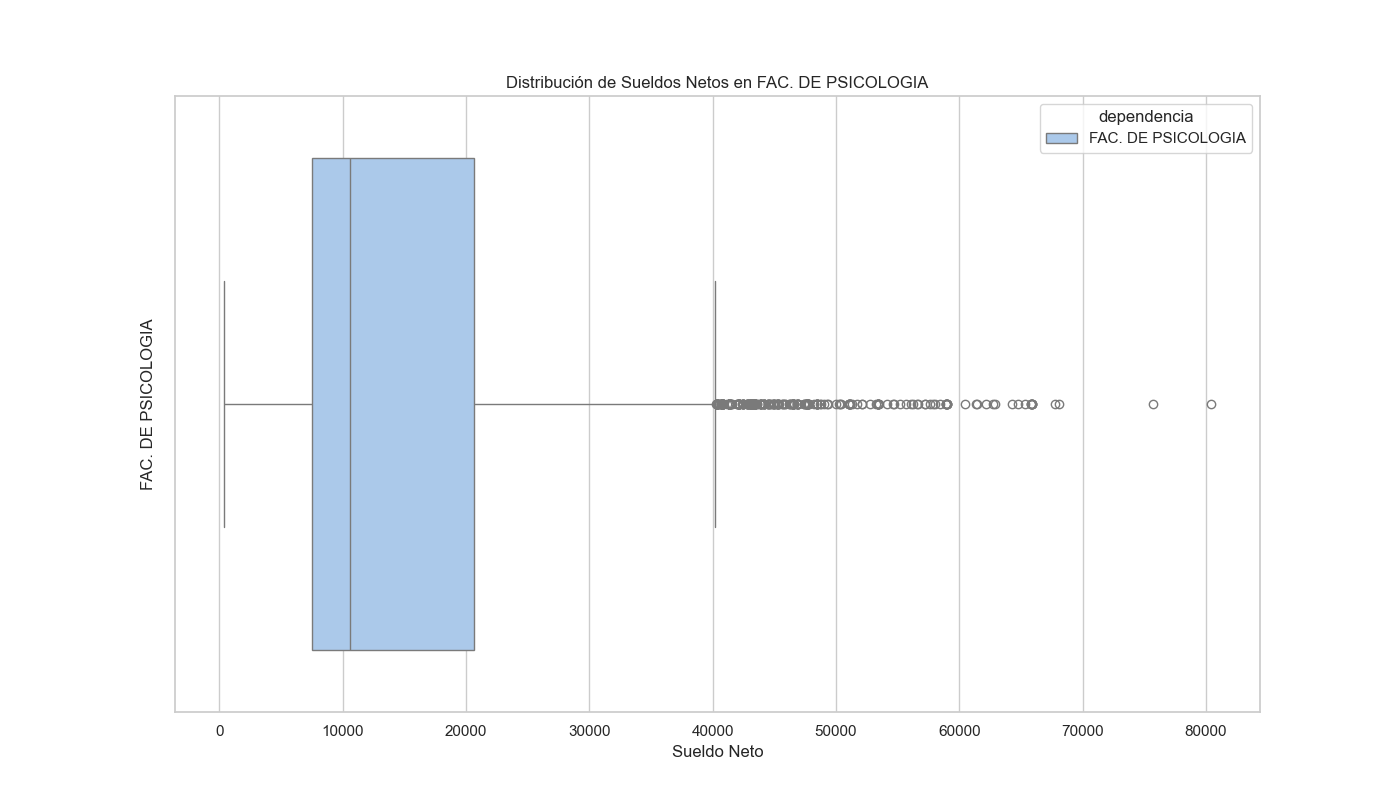 Distribución de Sueldos Netos en FAC. DE PSICOLOGIA
dependencia
FAC. DE PSICOLOGIA
FAC. DE PSICOLOGIA
0 10000 20000 30000 40000 50000 60000 70000 80000
Sueldo Neto